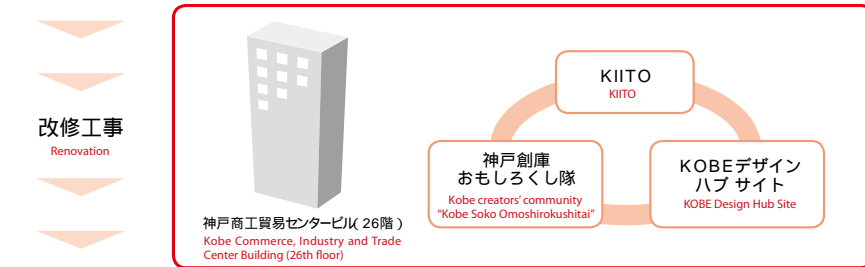 改修工事
Renovation
神戸商工貿易センタービル( 26階 )
Kobe Commerce, Industry and Trade
Center Building (26th floor)
KIITO
KIITO
神戸創庫
おもしろくし隊
Kobe creators' community
"Kobe Soko Omoshirokushitai"
KOBEデザイン
ハブ サイト
KOBE Design Hub Site